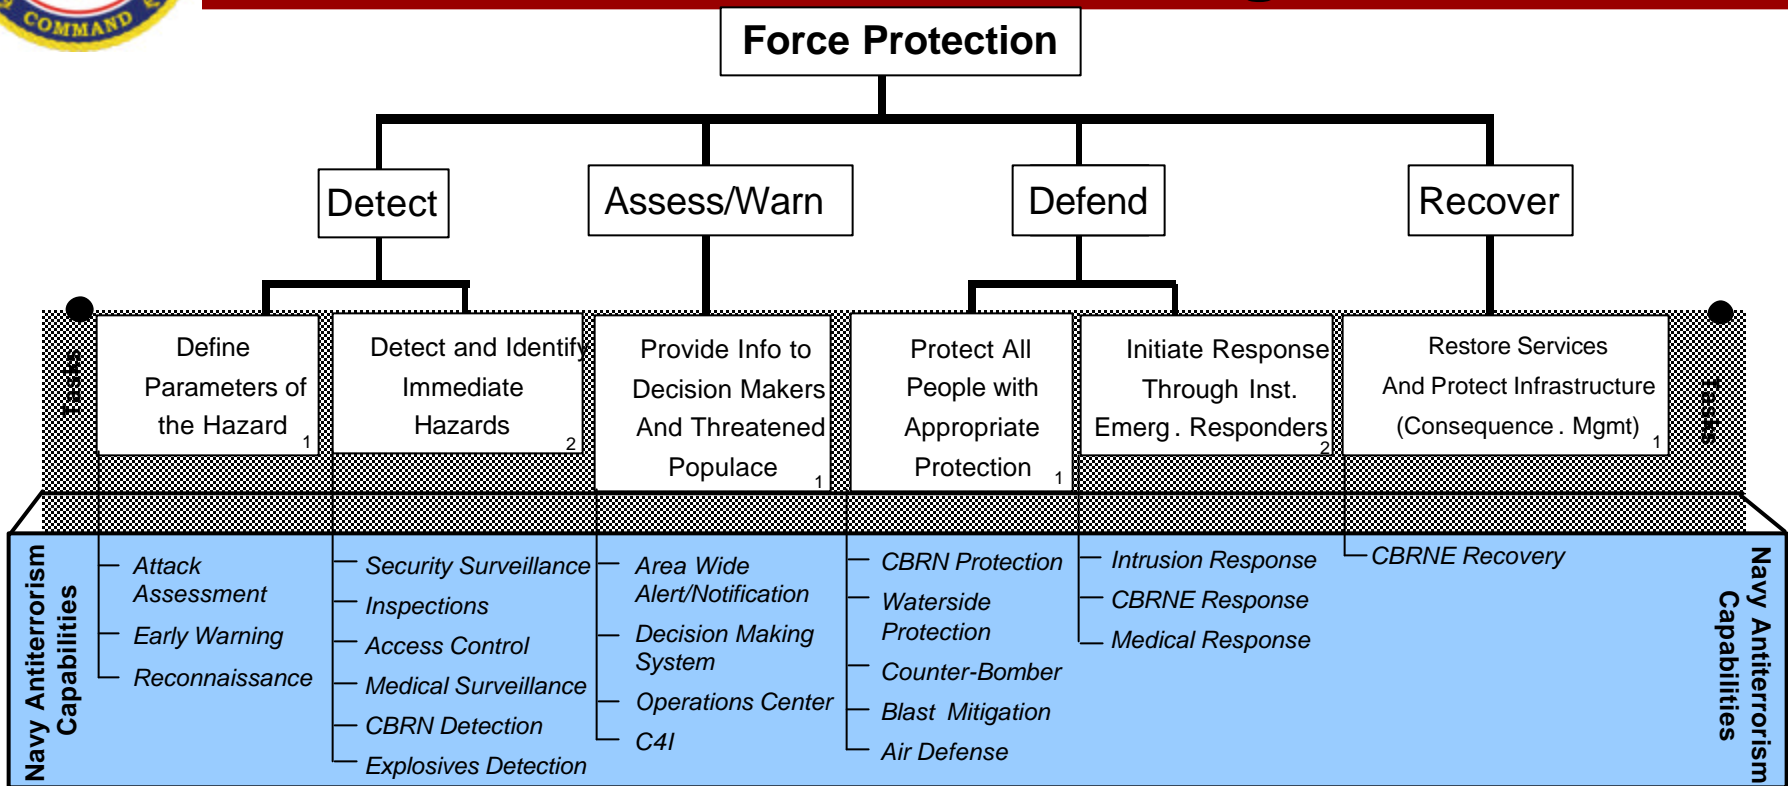 COMMAND
Force Protection
Detect
Assess/Warn
Defend
Recover
Tasks
Define
Parameters of
the Hazard
1
Detect and Identify
Immediate
Hazards
2
Provide Info to
Decision Makers
And Threatened
Populace
1
Protect All
People with
Appropriate
Protection
1
Initiate Response
Through Inst.
Emerg . Responders
2
Restore Services
And Protect Infrastructure
(Consequence . Mgmt)
1
Tasks
Navy Antiterrorism
Capabilities
Attack
Assessment
Early Warning
Reconnaissance
Security Surveillance
Inspections
Access Control
Medical Surveillance
CBRN Detection
Explosives Detection
Area Wide
Alert/Notification
Decision Making
System
Operations Center
C4I
CBRN Protection
Waterside
Protection
Counter-Bomber
Blast Mitigation
Air Defense
Intrusion Response
CBRNE Response
Medical Response
CBRNE Recovery
Navy Antiterrorism
Capabilities